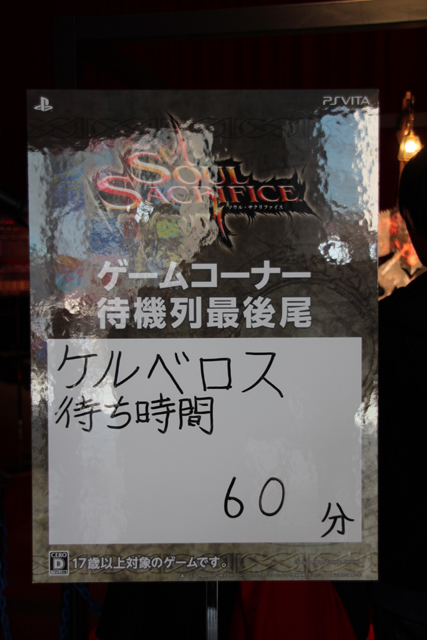 PSVITA
SOUL
SACRIFICE
ソウル・サクリファイス
ゲームコーナー
待機列最後尾
ケルベロス
待ち時間
60 分
CERO
D 17歳以上対象のゲームです。